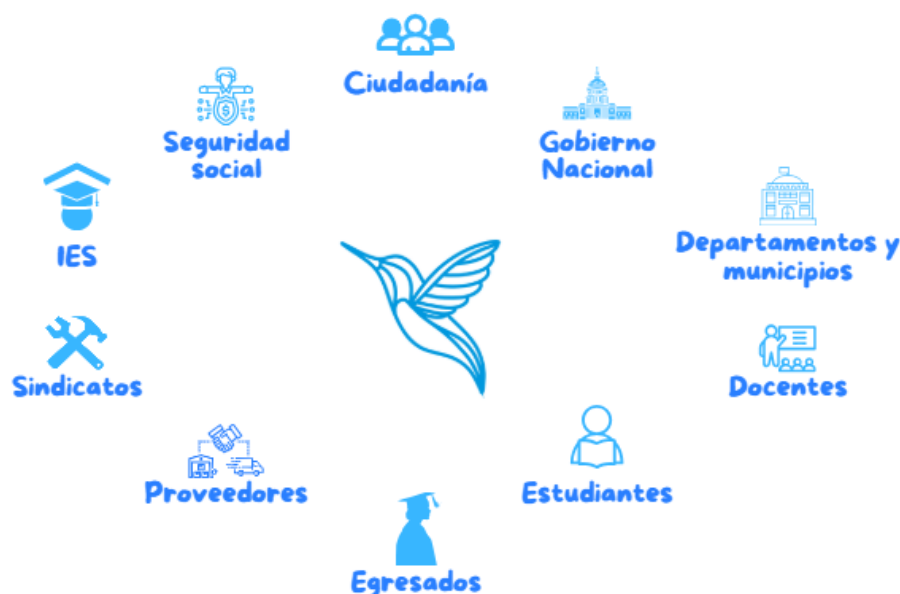 Ciudadanía
Seguridad
social
Gobierno
Nacional
IES
Departamentos y
municipios
Sindicatos
Docentes
Proveedores
Estudiantes
Egresados